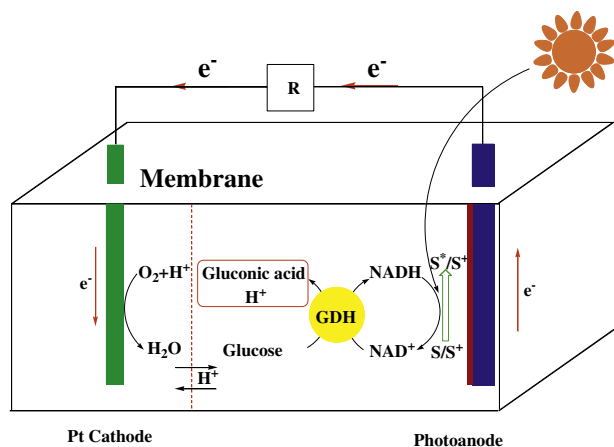 e⁻ R e⁻
Membrane
e⁻
O₂+H⁺
H₂O
H⁺
Gluconic acid
H⁺
Glucose
GDH
NADH
NAD⁺
S*/S⁺
S/S⁺
e⁻
Pt Cathode
Photoanode